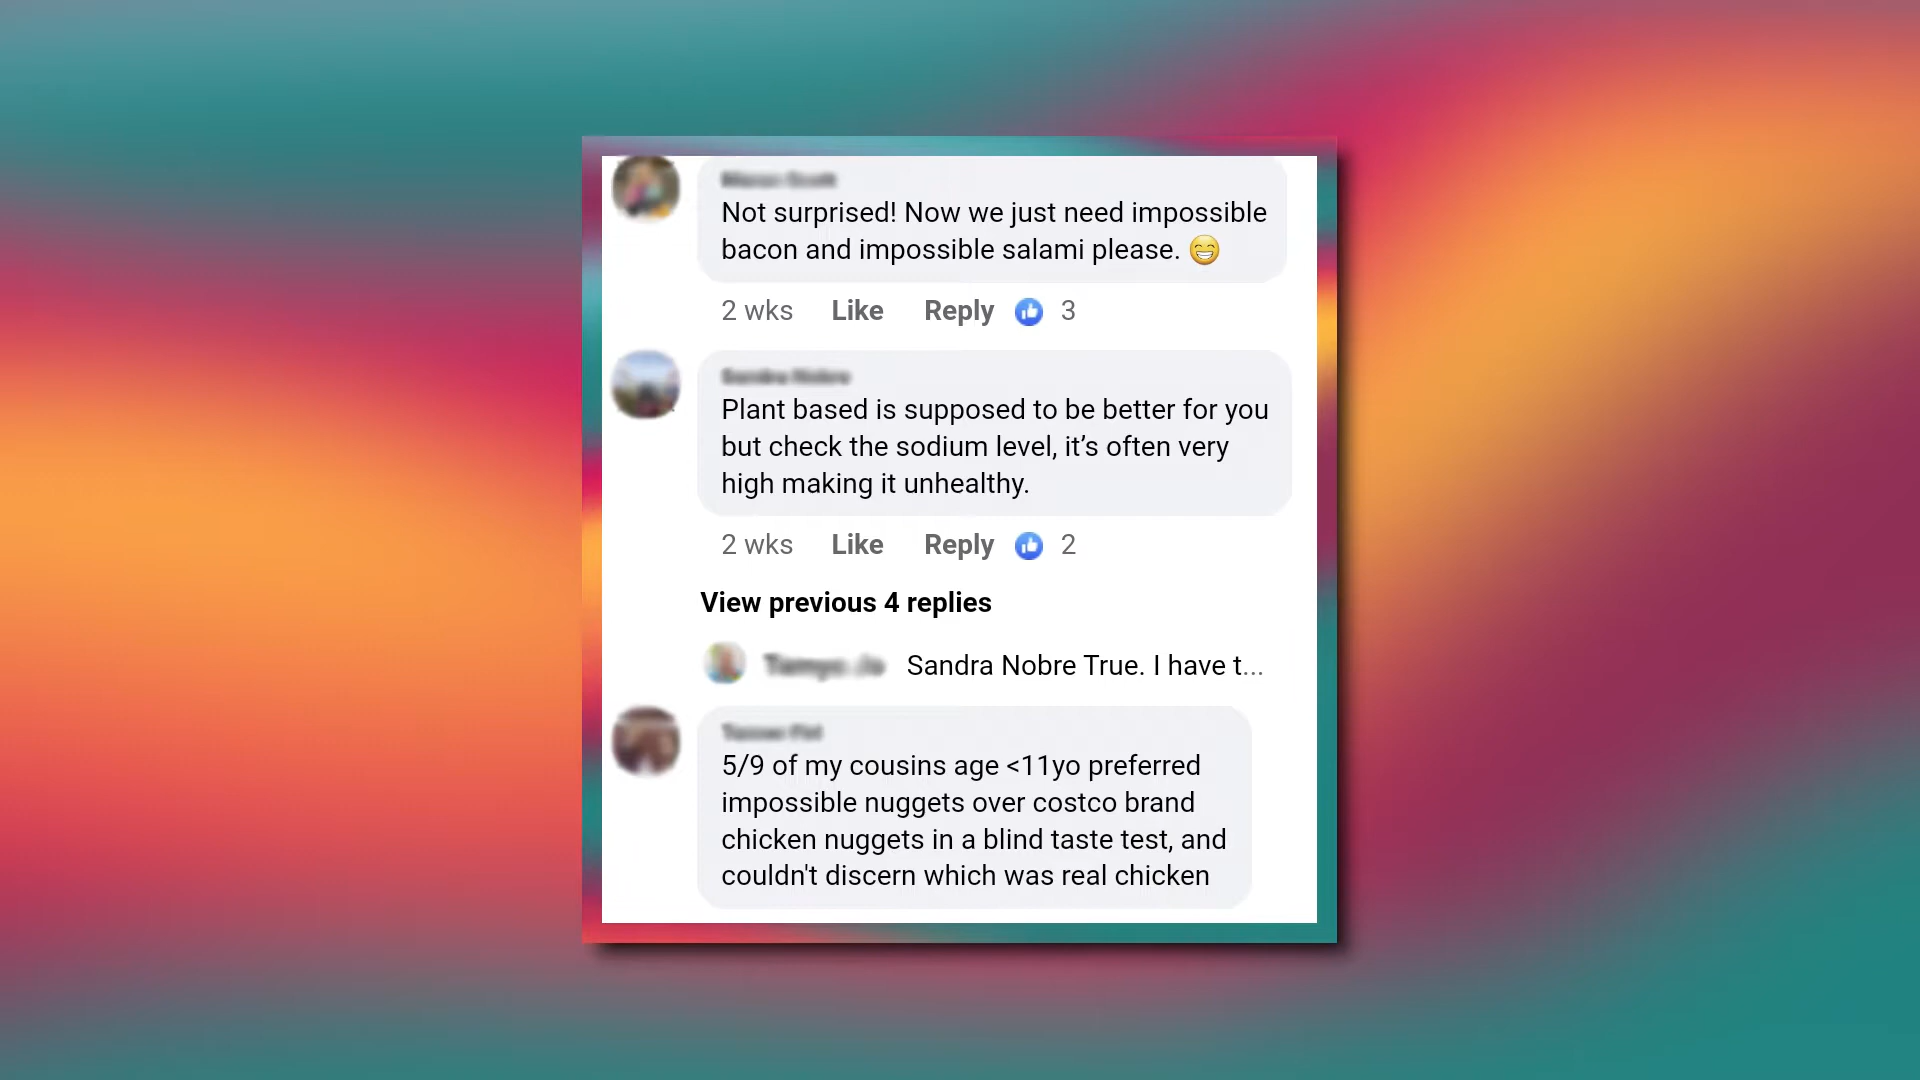 Not surprised! Now we just need impossible
bacon and impossible salami please. 😁
2 wks Like Reply 3
Plant based is supposed to be better for you
but check the sodium level, it’s often very
high making it unhealthy.
2 wks Like Reply 2
View previous 4 replies
Sandra Nobre True. I have t...
5/9 of my cousins age <11yo preferred
impossible nuggets over costco brand
chicken nuggets in a blind taste test, and
couldn't discern which was real chicken